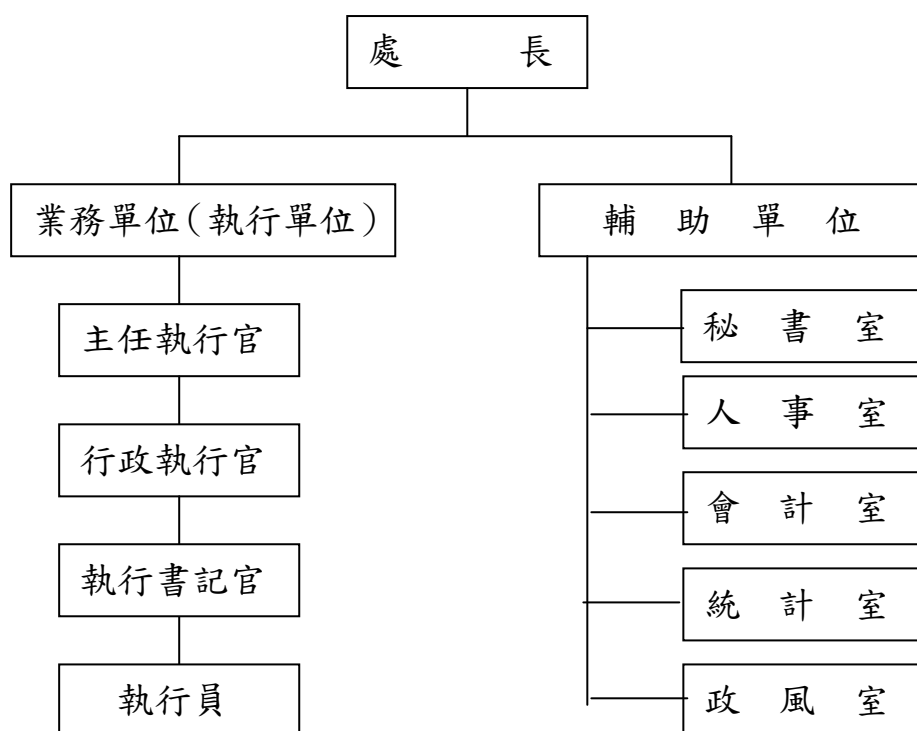 處長
業務單位（執行單位）
輔助單位
主任執行官
行政執行官
執行書記官
執行員
秘書室
人事室
會計室
統計室
政風室